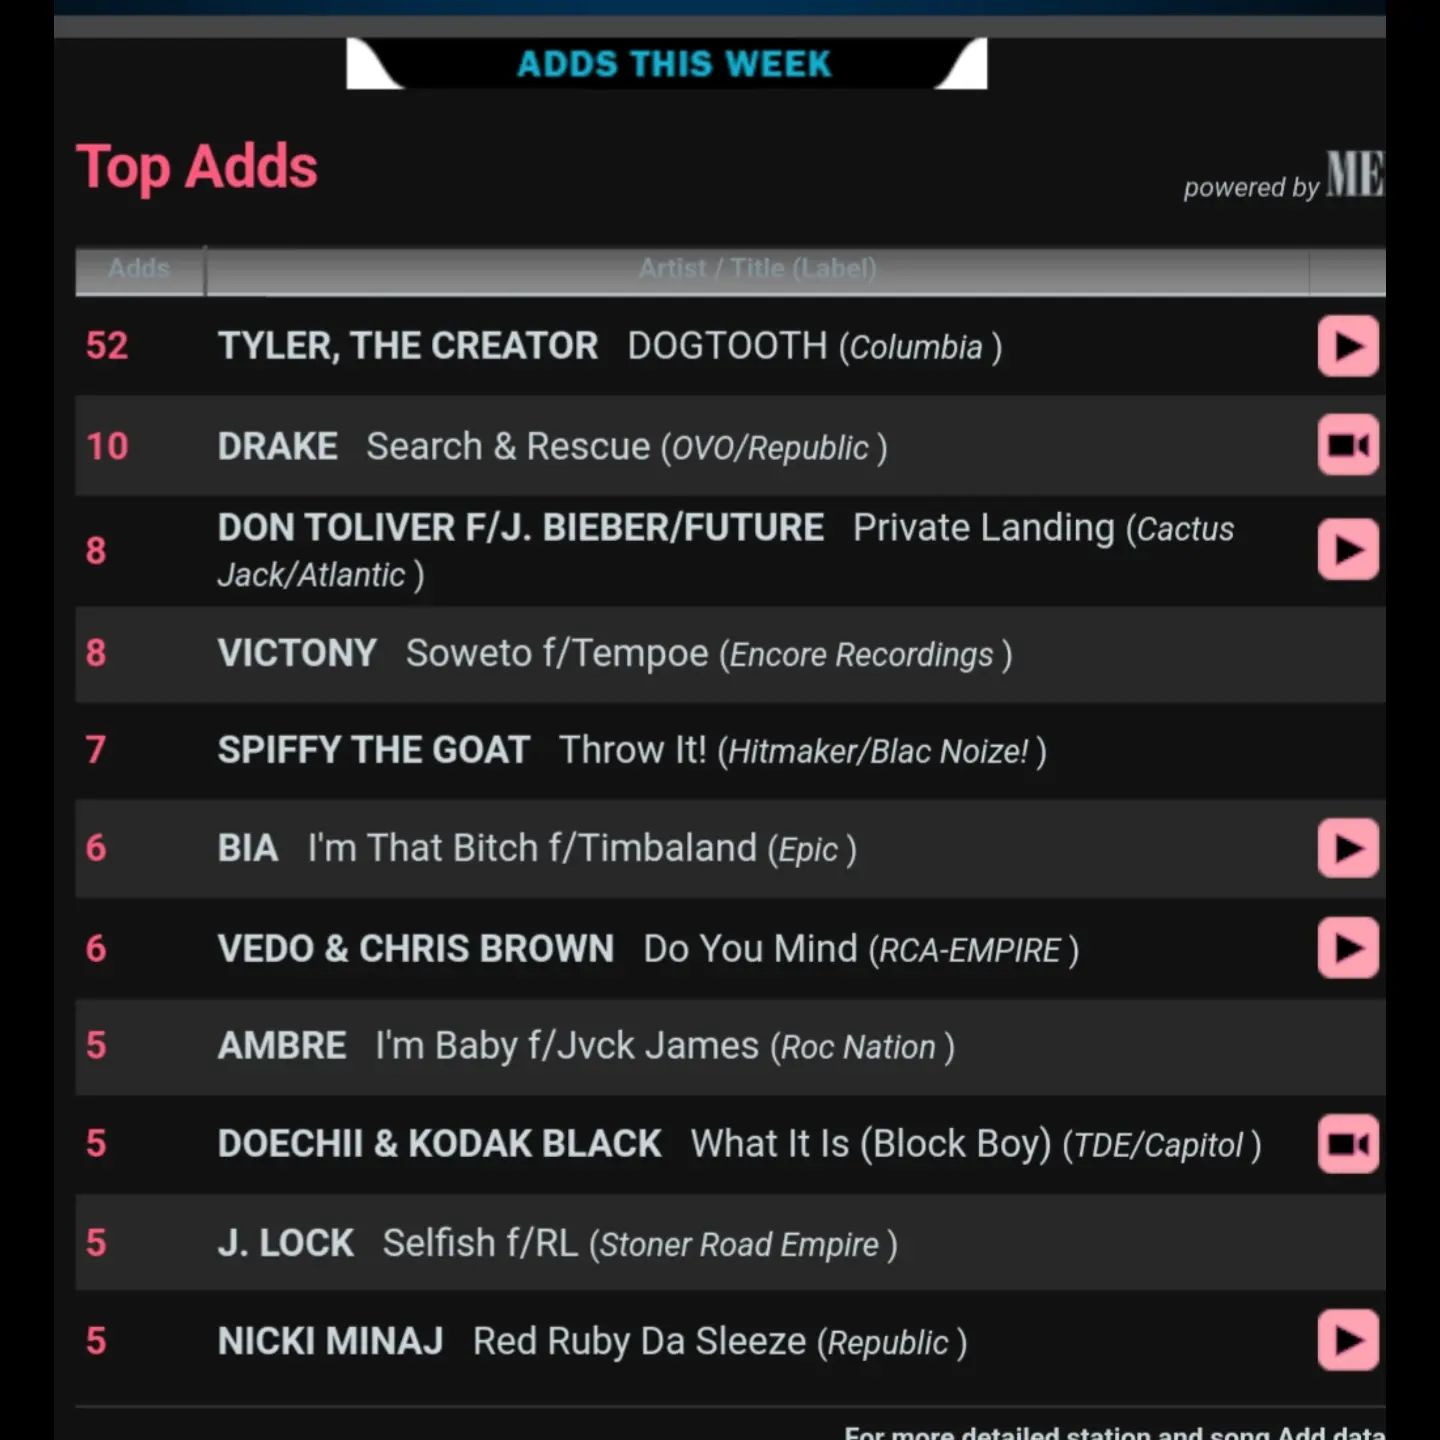 ADDS THIS WEEK
Top Adds
powered by ME
Adds Artist / Title (Label)
52 TYLER, THE CREATOR DOGTOOTH (Columbia )
10 DRAKE Search & Rescue (OVO/Republic )
8 DON TOLIVER F/J. BIEBER/FUTURE Private Landing (Cactus
Jack/Atlantic )
8 VICTONY Soweto f/Tempoe (Encore Recordings )
7 SPIFFY THE GOAT Throw It! (Hitmaker/Blac Noize! )
6 BIA I'm That Bitch f/Timbaland (Epic )
6 VEDO & CHRIS BROWN Do You Mind (RCA-EMPIRE )
5 AMBRE I'm Baby f/Jvck James (Roc Nation )
5 DOECHII & KODAK BLACK What It Is (Block Boy) (TDE/Capitol )
5 J. LOCK Selfish f/RL (Stoner Road Empire )
5 NICKI MINAJ Red Ruby Da Sleeze (Republic )
For more detailed station and song Add data